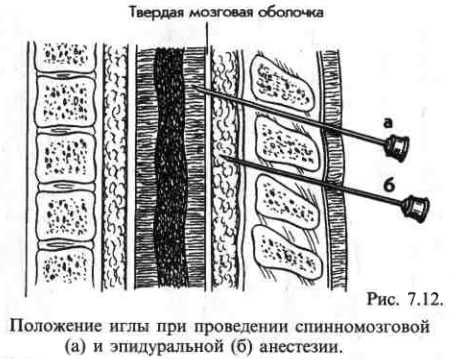 Твердая мозговая оболочка
а
б
Рис. 7.12.
Положение иглы при проведении спинномозговой
(а) и эпидуральной (б) анестезии.